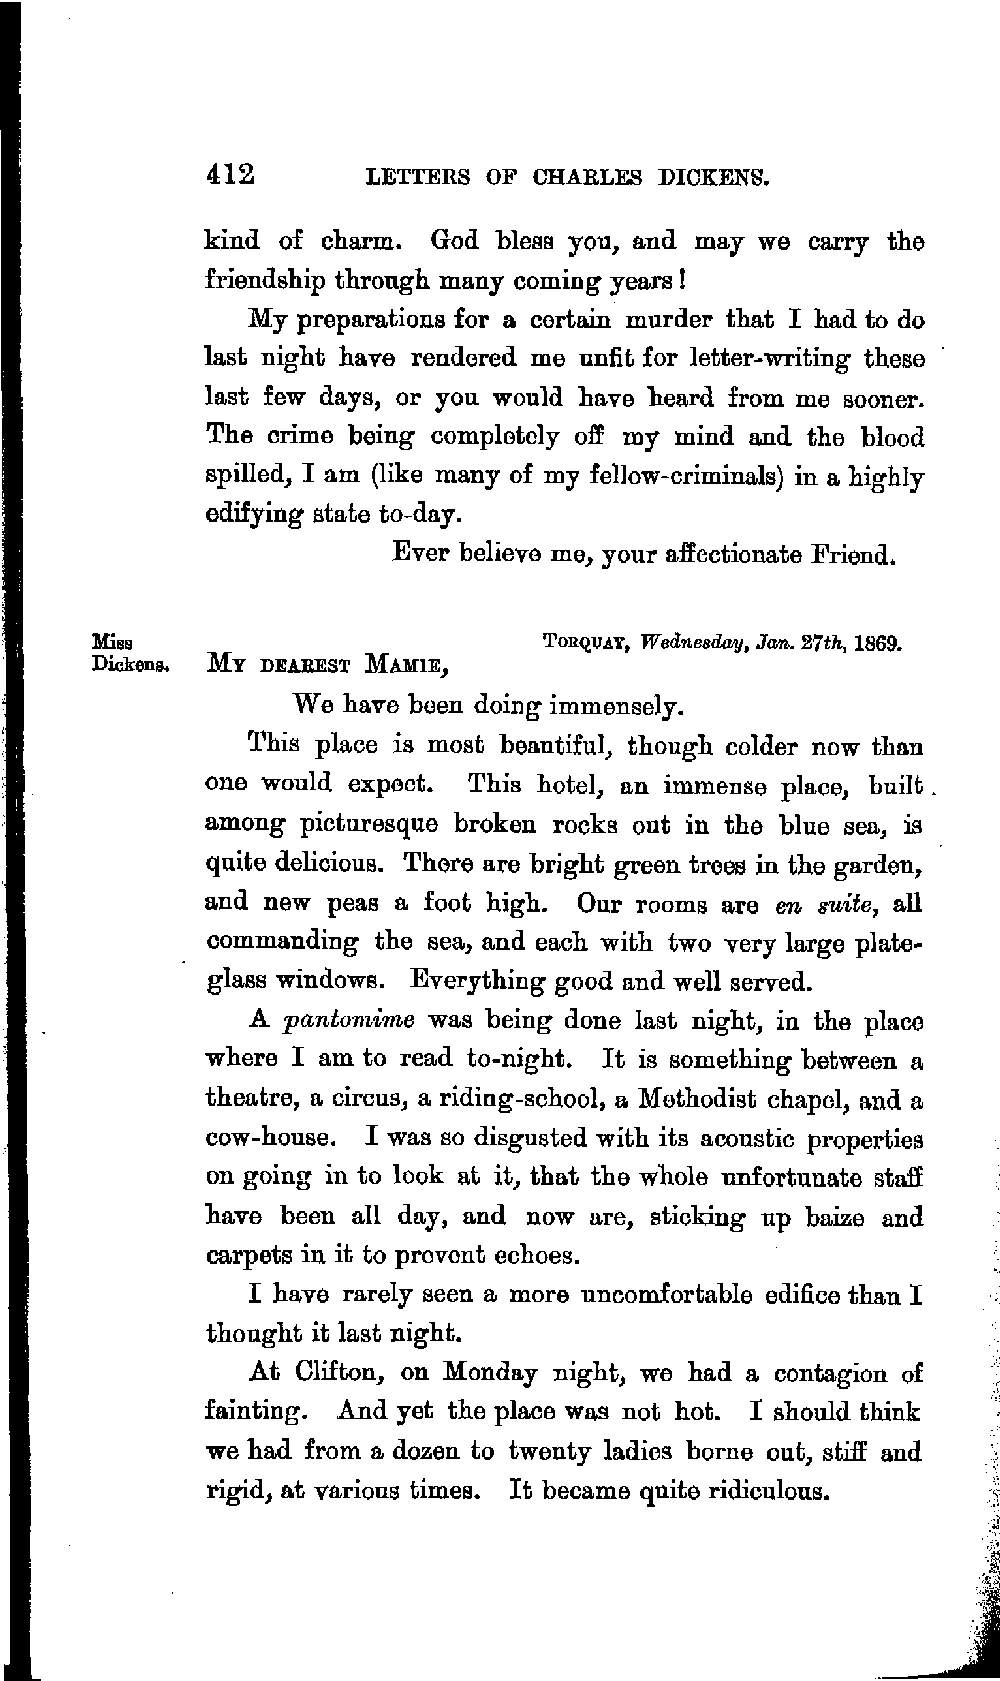 412 LETTERS OF CHARLES DICKENS.
kind of charm. God bless you, and may we carry the
friendship through many coming years!
My preparations for a certain murder that I had to do
last night have rendered me unfit for letter-writing these
last few days, or you would have heard from me sooner.
The crime being completely off my mind and the blood
spilled, I am (like many of my fellow-criminals) in a highly
edifying state to-day.
Ever believe me, your affectionate Friend.
Miss
Dickens.
TORQUAY, Wednesday, Jan. 27th, 1869.
MY DEAREST MAMIE,
We have been doing immensely.
This place is most beautiful, though colder now than
one would expect. This hotel, an immense place, built
among picturesque broken rocks out in the blue sea, is
quite delicious. There are bright green trees in the garden,
and new peas a foot high. Our rooms are en suite, all
commanding the sea, and each with two very large plate-
glass windows. Everything good and well served.
A pantomime was being done last night, in the place
where I am to read to-night. It is something between a
theatre, a circus, a riding-school, a Methodist chapel, and a
cow-house. I was so disgusted with its acoustic properties
on going in to look at it, that the whole unfortunate staff
have been all day, and now are, sticking up baize and
carpets in it to prevent echoes.
I have rarely seen a more uncomfortable edifice than I
thought it last night.
At Clifton, on Monday night, we had a contagion of
fainting. And yet the place was not hot. I should think
we had from a dozen to twenty ladies borne out, stiff and
rigid, at various times. It became quite ridiculous.